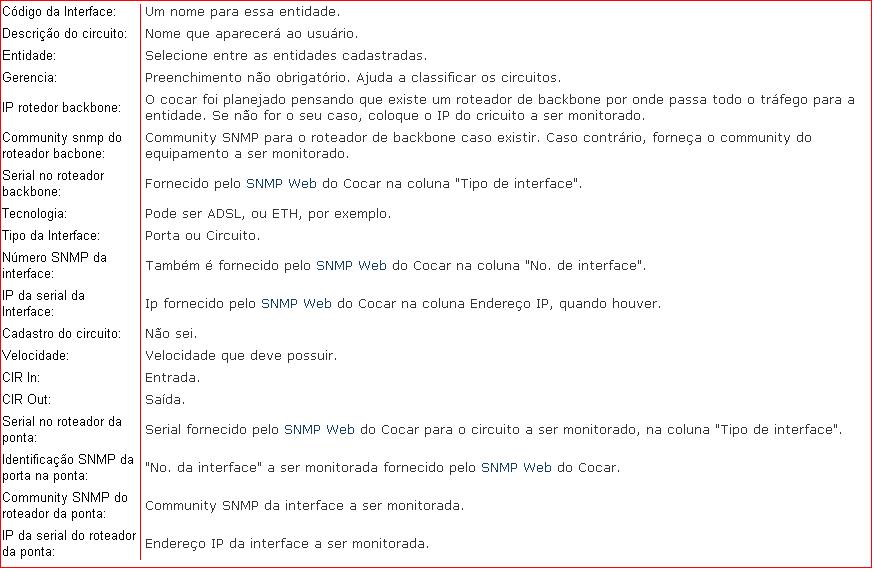 Código da Interface: Um nome para essa entidade.
Descrição do circuito: Nome que aparecerá ao usuário.
Entidade: Selecione entre as entidades cadastradas.
Gerencia: Preenchimento não obrigatório. Ajuda a classificar os circuitos.
IP rotedor backbone: O cocar foi planejado pensando que existe um roteador de backbone por onde passa todo o tráfego para a
entidade. Se não for o seu caso, coloque o IP do cricuito a ser monitorado.
Community snmp do
roteador bacbone:
Community SNMP para o roteador de backbone caso existir. Caso contrário, forneça o community do
equipamento a ser monitorado.
Serial no roteador
backbone:
Fornecido pelo SNMP Web do Cocar na coluna "Tipo de interface".
Tecnologia: Pode ser ADSL, ou ETH, por exemplo.
Tipo da Interface: Porta ou Circuito.
Número SNMP da
interface:
Também é fornecido pelo SNMP Web do Cocar na coluna "No. de interface".
IP da serial da
Interface:
Ip fornecido pelo SNMP Web do Cocar na coluna Endereço IP, quando houver.
Cadastro do circuito: Não sei.
Velocidade: Velocidade que deve possuir.
CIR In: Entrada.
CIR Out: Saída.
Serial no roteador da
ponta:
Serial fornecido pelo SNMP Web do Cocar para o circuito a ser monitorado, na coluna "Tipo de interface".
Identificação SNMP da
porta na ponta:
"No. da interface" a ser monitorada fornecido pelo SNMP Web do Cocar.
Community SNMP do
roteador da ponta:
Community SNMP da interface a ser monitorada.
IP da serial do roteador
da ponta:
Endereço IP da interface a ser monitorada.